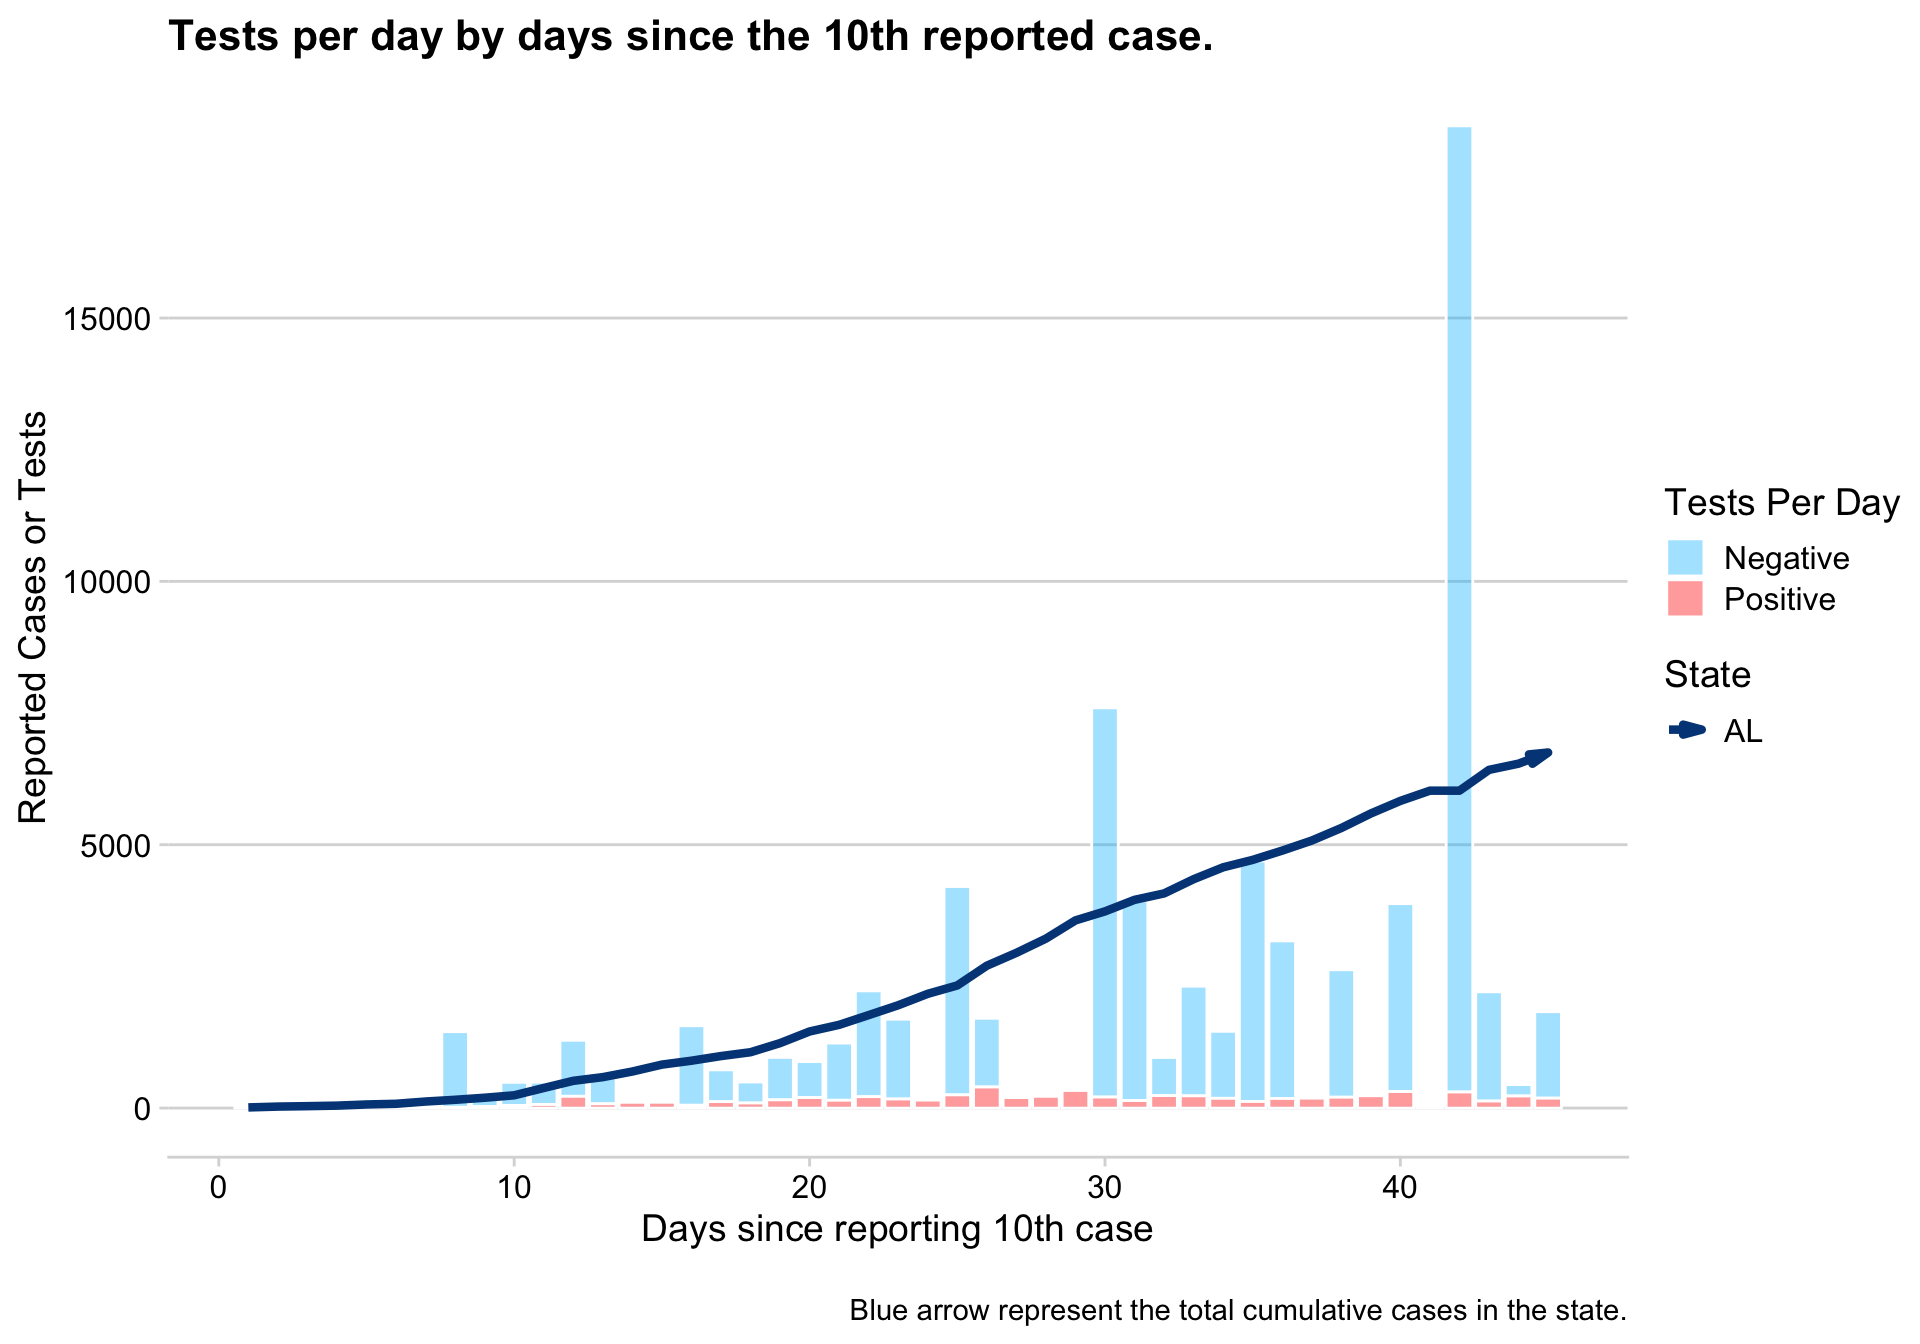 Tests per day by days since the 10th reported case.
Reported Cases or Tests
15000
10000
5000
0
0 10 20 30 40
Days since reporting 10th case
Tests Per Day
Negative
Positive
State
AL
Blue arrow represent the total cumulative cases in the state.